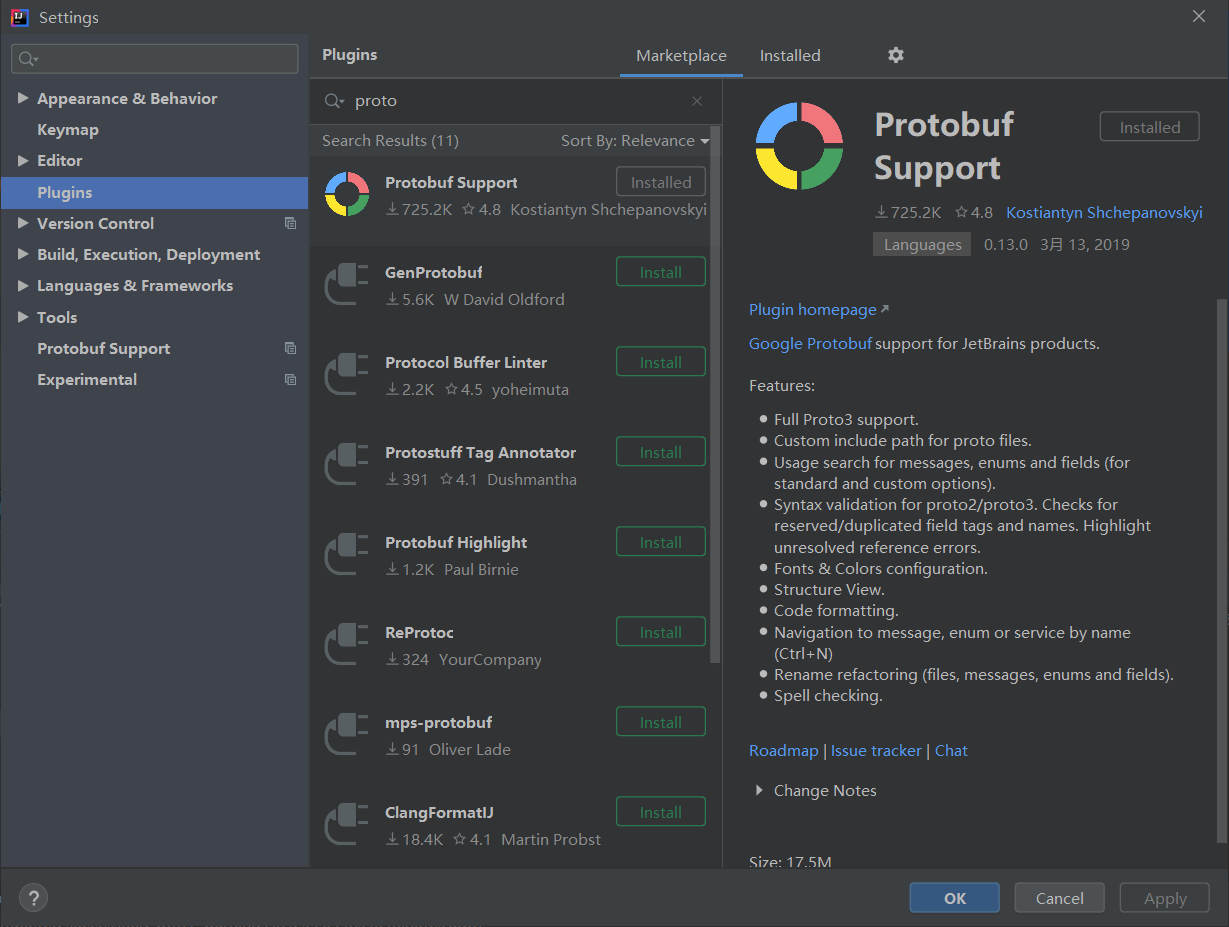 Settings
Plugins
Marketplace
Installed
Appearance & Behavior
Keymap
Editor
Plugins
Version Control
Build, Execution, Deployment
Languages & Frameworks
Tools
Protobuf Support
Experimental
proto
Search Results (11)
Sort By: Relevance
Protobuf Support
Installed
725.2K 4.8 Kostiantyn Shchepanovskyi
GenProtobuf
Install
5.6K W David Oldford
Protocol Buffer Linter
Install
2.2K 4.5 yoheimuta
Protostuff Tag Annotator
Install
391 4.1 Dushmantha
Protobuf Highlight
Install
1.2K Paul Birnie
ReProtoc
Install
324 YourCompany
mps-protobuf
Install
91 Oliver Lade
ClangFormatIJ
Install
18.4K 4.1 Martin Probst
Protobuf
Support
Installed
725.2K 4.8 Kostiantyn Shchepanovskyi
Languages 0.13.0 3月 13, 2019
Plugin homepage
Google Protobuf support for JetBrains products.
Features:
Full Proto3 support.
Custom include path for proto files.
Usage search for messages, enums and fields (for
standard and custom options).
Syntax validation for proto2/proto3. Checks for
reserved/duplicated field tags and names. Highlight
unresolved reference errors.
Fonts & Colors configuration.
Structure View.
Code formatting.
Navigation to message, enum or service by name
(Ctrl+N)
Rename refactoring (files, messages, enums and fields).
Spell checking.
Roadmap | Issue tracker | Chat
Change Notes
Size: 17.5M
?
OK
Cancel
Apply